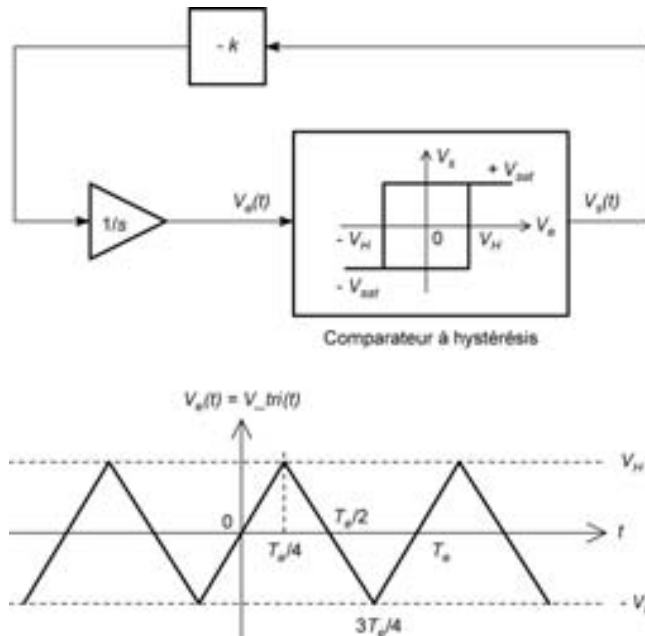 - k
1/s
V_e(t)
V_s
+ V_sat
- V_H
0
V_H
V_e
- V_sat
V_s(t)
Comparateur à hystérésis
V_e(t) = V_tri(t)
V_H
0
T_e/4
T_e/2
T_e
t
3T_e/4
- V